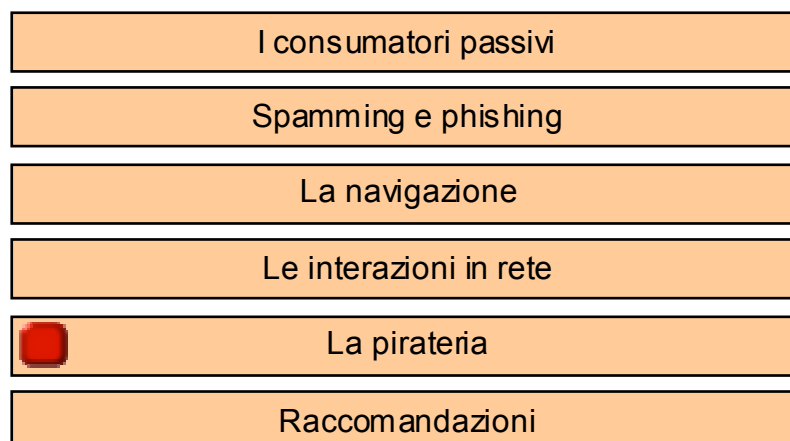 I consumatori passivi
Spamming e phishing
La navigazione
Le interazioni in rete
La pirateria
Raccomandazioni